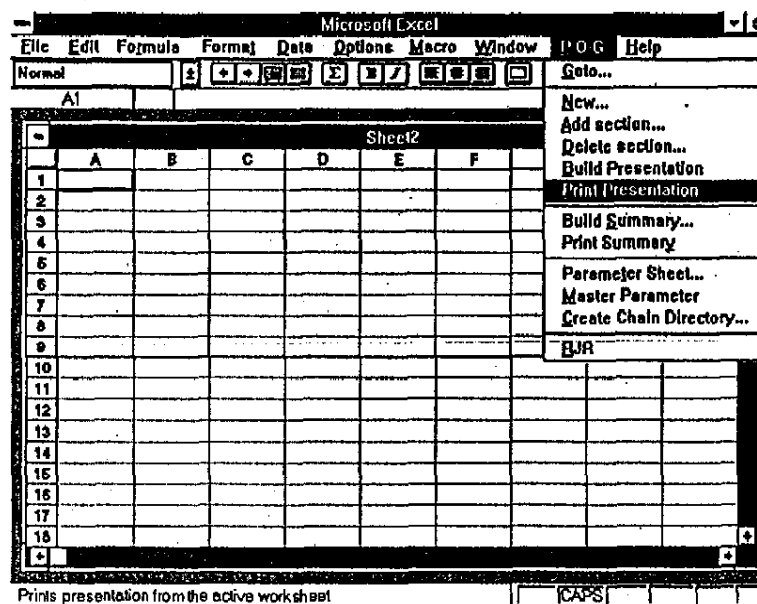 Microsoft Excel
File Edit Formula Format Data Options Macro Window P.O.G Help
Normal
A1
Goto...
New...
Add section...
Delete section...
Build Presentation
Print Presentation
Build Summary...
Print Summary
Parameter Sheet...
Master Parameter
Create Chain Directory...
RJR
Sheet2
A B C D E F
1
2
3
4
5
6
7
8
9
10
11
12
13
14
15
16
17
18
Prints presentation from the active worksheet
CAPS